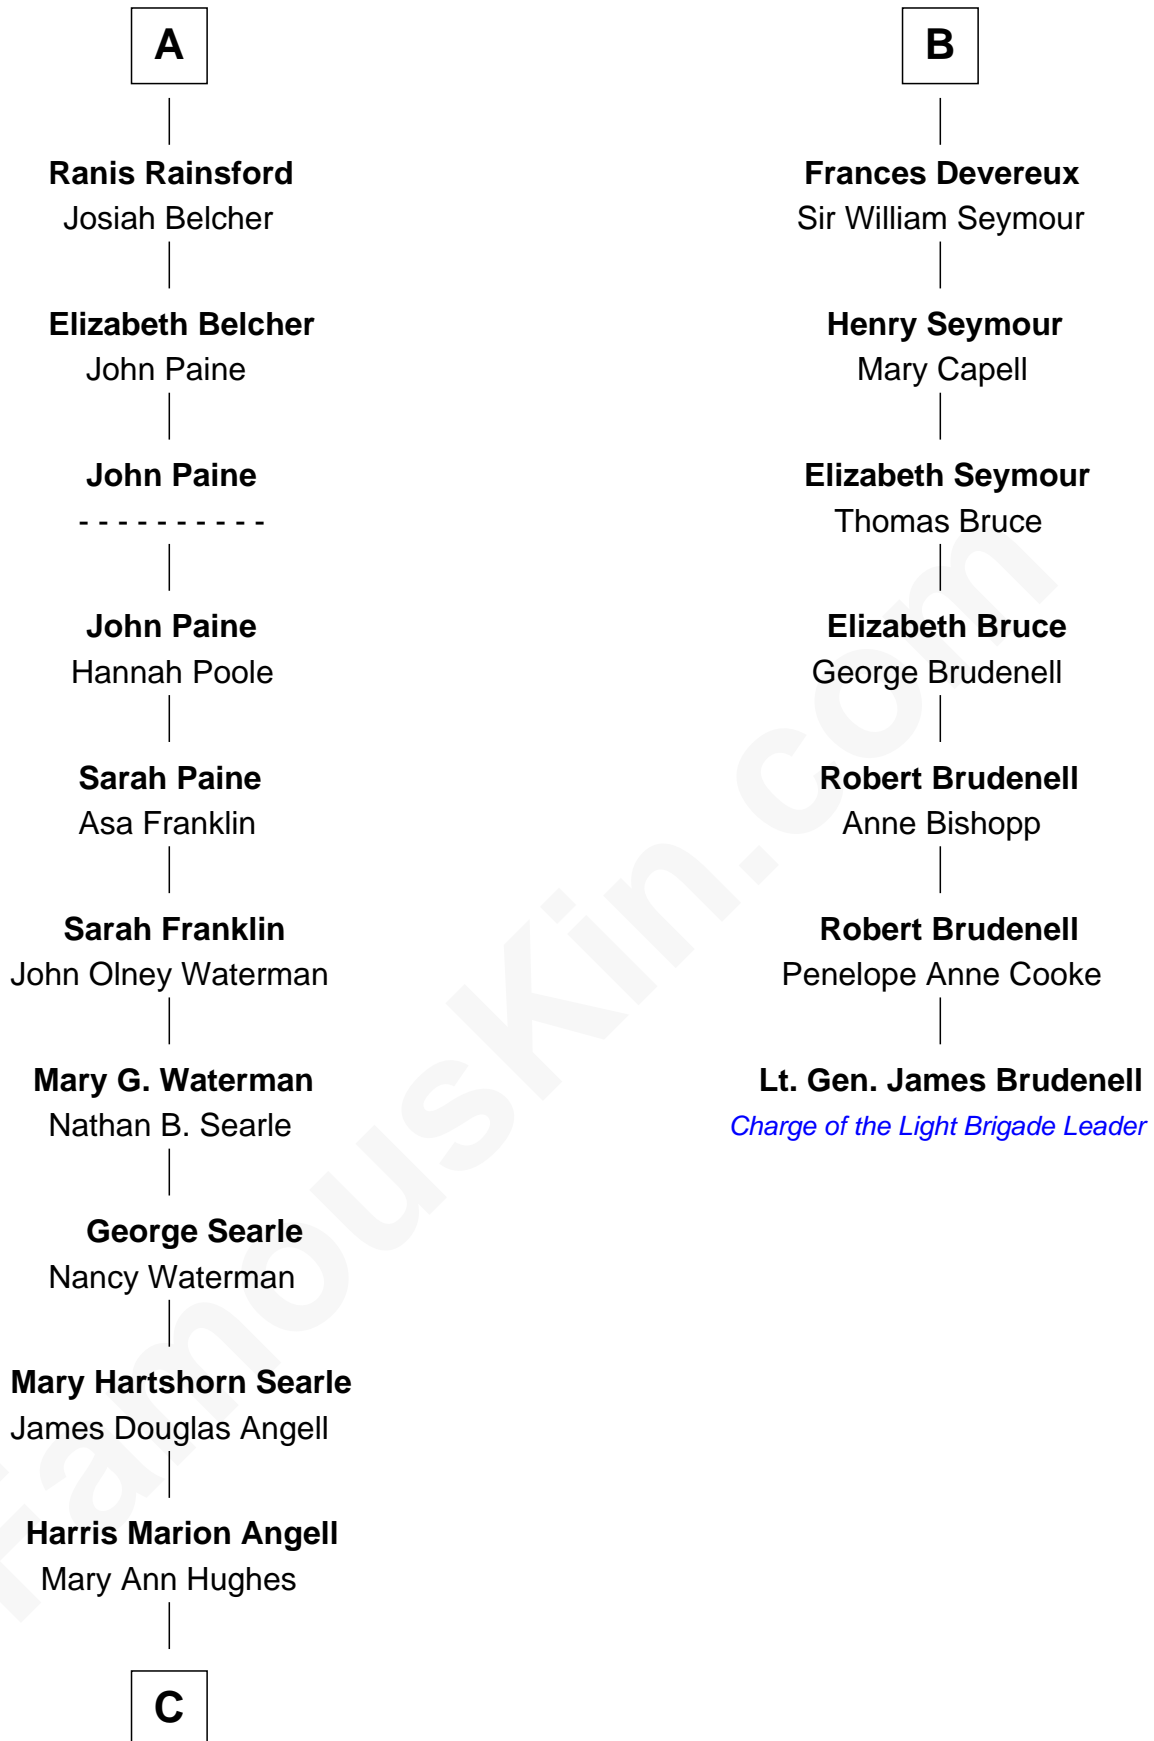 A
Ranis Rainsford
Josiah Belcher
Elizabeth Belcher
John Paine
John Paine
- - - - - - - - - -
John Paine
Hannah Poole
Sarah Paine
Asa Franklin
Sarah Franklin
John Olney Waterman
Mary G. Waterman
Nathan B. Searle
George Searle
Nancy Waterman
Mary Hartshorn Searle
James Douglas Angell
Harris Marion Angell
Mary Ann Hughes
C
B
Frances Devereux
Sir William Seymour
Henry Seymour
Mary Capell
Elizabeth Seymour
Thomas Bruce
Elizabeth Bruce
George Brudenell
Robert Brudenell
Anne Bishopp
Robert Brudenell
Penelope Anne Cooke
Lt. Gen. James Brudenell
Charge of the Light Brigade Leader
FamousKin.com